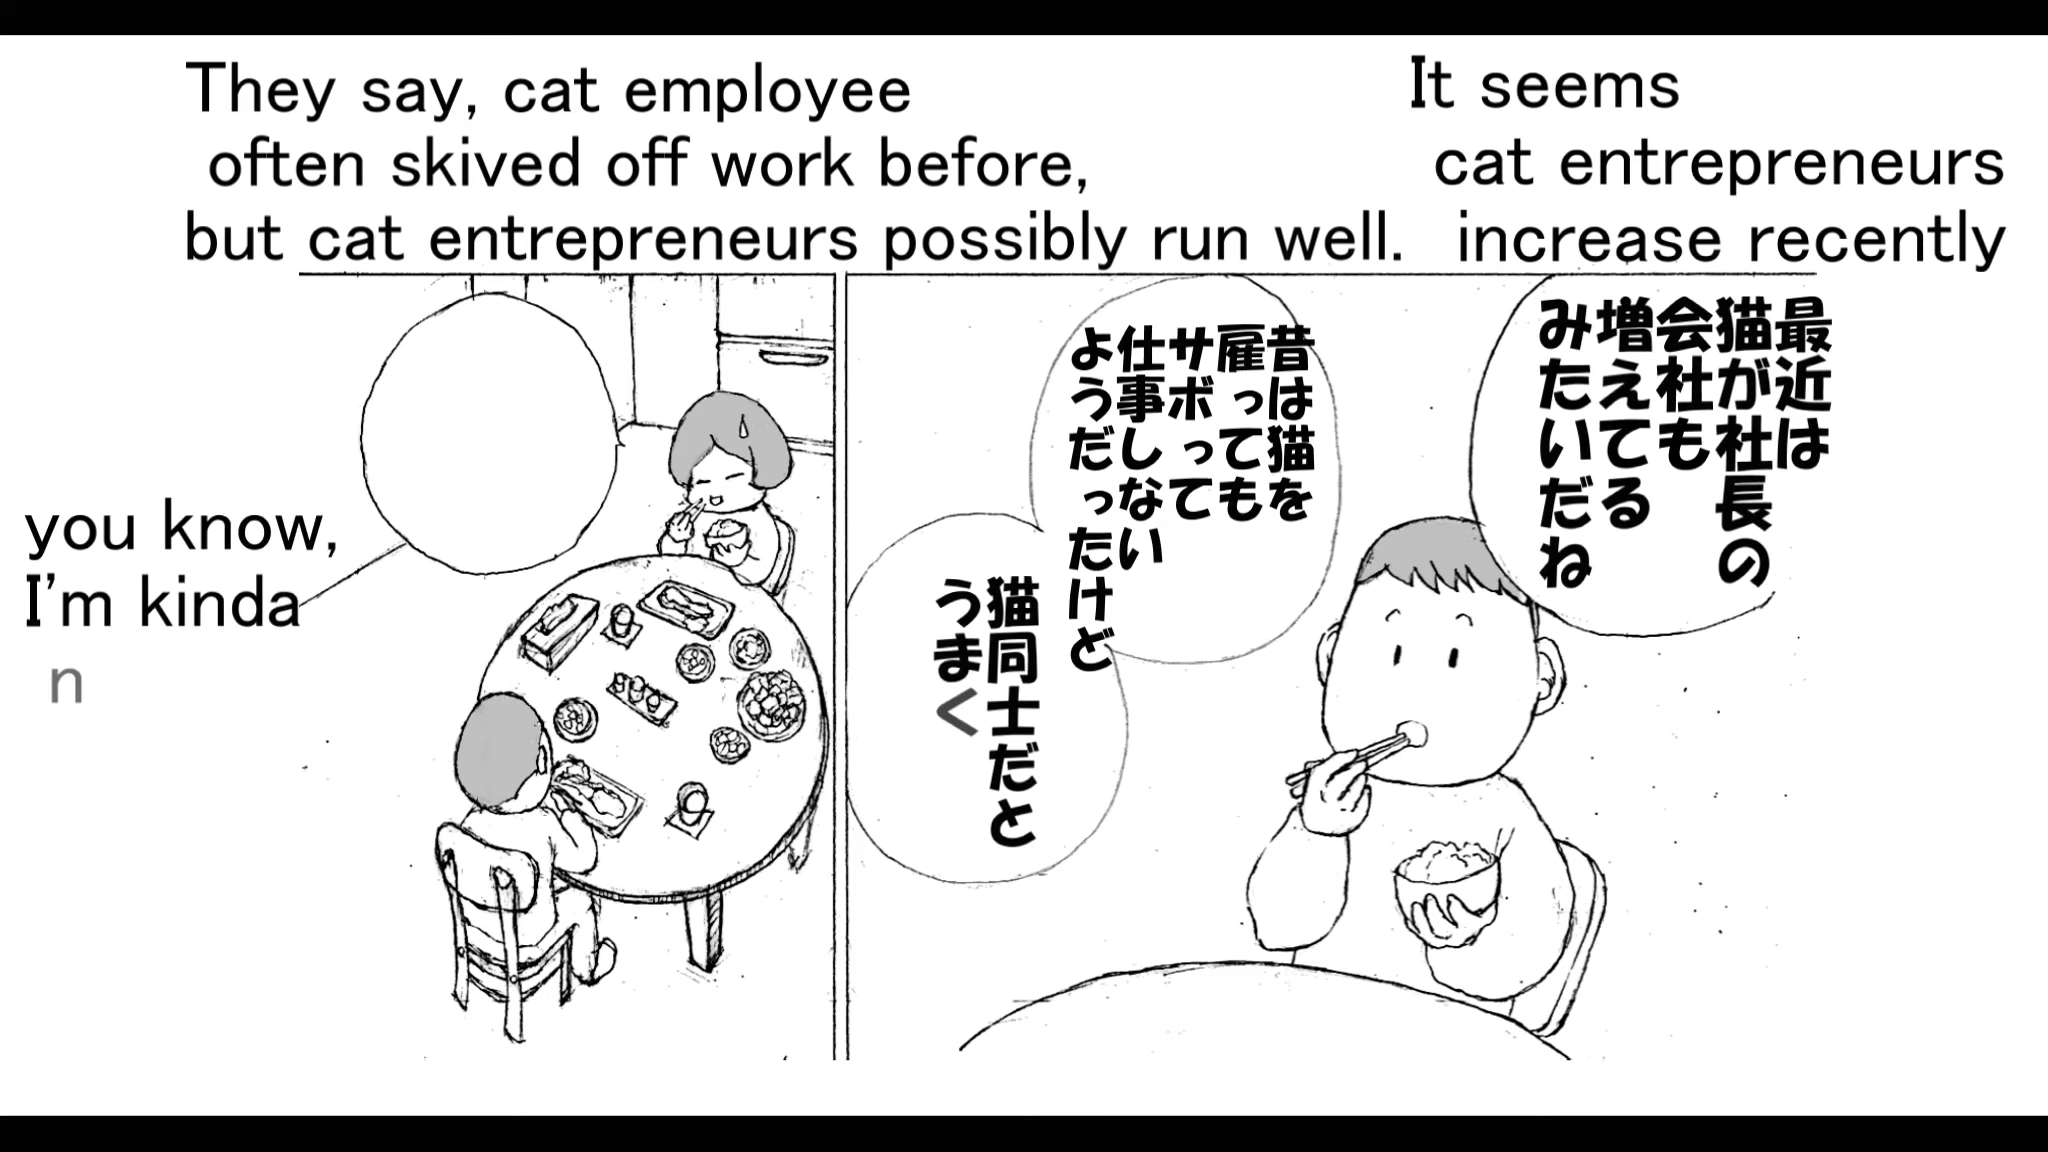 It seems
cat entrepreneurs
increase recently
最近は
猫が社長の
会社も
増えてる
みたいだね
They say, cat employee
often skived off work before,
but cat entrepreneurs possibly run well.
昔は猫を
雇っても
サボって
仕事しない
ようだったけど
猫同士だと
うまく
you know,
I'm kinda
n